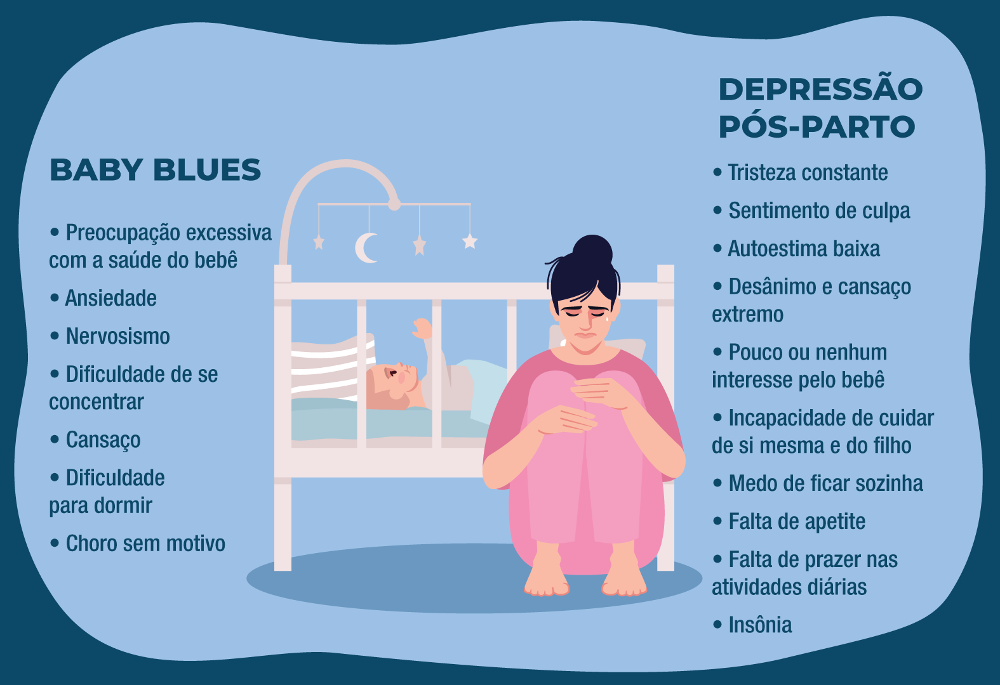 BABY BLUES
• Preocupação excessiva
com a saúde do bebê
• Ansiedade
• Nervosismo
• Dificuldade de se
concentrar
• Cansaço
• Dificuldade
para dormir
• Choro sem motivo
DEPRESSÃO
PÓS-PARTO
• Tristeza constante
• Sentimento de culpa
• Autoestima baixa
• Desânimo e cansaço
extremo
• Pouco ou nenhum
interesse pelo bebê
• Incapacidade de cuidar
de si mesma e do filho
• Medo de ficar sozinha
• Falta de apetite
• Falta de prazer nas
atividades diárias
• Insônia